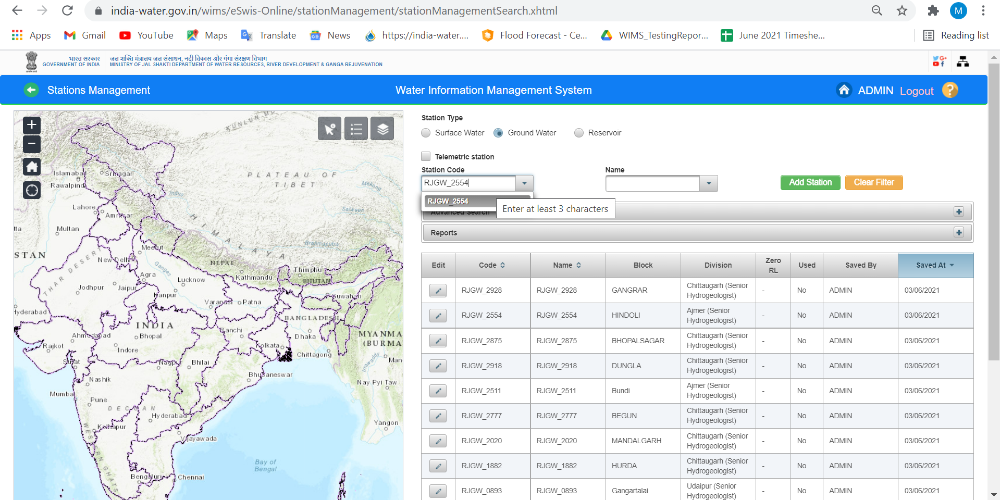 india-water.gov.in/wims/eSwis-Online/stationManagement/stationManagementSearch.xhtml
M
Apps Gmail YouTube Maps Translate News https://india-water.... Flood Forecast - Ce... WIMS_TestingRepor... June 2021 Timeshe... Reading list
भारत सरकार
GOVERNMENT OF INDIA
जल शक्ति मंत्रालय जल संसाधन, नदी विकास और गंगा संरक्षण विभाग
MINISTRY OF JAL SHAKTI DEPARTMENT OF WATER RESOURCES, RIVER DEVELOPMENT & GANGA REJUVENATION
Stations Management Water Information Management System ADMIN Logout ?
KUNLUN
Islamabad
Srinagar
Rawalpindi
PLATEAU OF
TIBET
Mekong
Indus
Salween
Lahore
Amritsar
Multan
HIMALAYA
Brahmaputra
Meerut
STAN
New Delhi
THAR DESERT
NEPAL
Ganges
Agra
Kathmandu
Thimphu
BHUTAN
Lucknow
Jodhpur
Jaipur
Kanpur
Guwahati
Varanasi
Patna
Hyderabad
BANGLADESH
INDIA
Ranchi
Ahmedabad
Bhopal
Dhaka
MYANMA
(BURMA
Rajkot
Indore
Kolkata
Chittagong
Surat
Nagpur
Bhilai
Man
Irrawaddy
Nashik
Bhubaneswar
Nay Pyi Taw
Mumbai
Pune
DECCAN
Hyderabad
Kolhapur
Yangon
WESTERN GHATS
Vijayawada
Bay of
Bengal
Bengaluru
Chennai
Station Type
Surface Water Ground Water Reservoir
Telemetric station
Station Code Name
RJGW_2554
Add Station Clear Filter
RJGW_2554
Enter at least 3 characters
Advanced Search
Reports
Edit Code Name Block Division Zero RL Used Saved By Saved At
RJGW_2928 RJGW_2928 GANGRAR Chittaugarh (Senior Hydrogeologist) - No ADMIN 03/06/2021
RJGW_2554 RJGW_2554 HINDOLI Ajmer (Senior Hydrogeologist) - No ADMIN 03/06/2021
RJGW_2875 RJGW_2875 BHOPALSAGAR Chittaugarh (Senior Hydrogeologist) - No ADMIN 03/06/2021
RJGW_2918 RJGW_2918 DUNGLA Chittaugarh (Senior Hydrogeologist) - No ADMIN 03/06/2021
RJGW_2511 RJGW_2511 Bundi Ajmer (Senior Hydrogeologist) - No ADMIN 03/06/2021
RJGW_2777 RJGW_2777 BEGUN Chittaugarh (Senior Hydrogeologist) - No ADMIN 03/06/2021
RJGW_2020 RJGW_2020 MANDALGARH Chittaugarh (Senior Hydrogeologist) - No ADMIN 03/06/2021
RJGW_1882 RJGW_1882 HURDA Chittaugarh (Senior Hydrogeologist) - No ADMIN 03/06/2021
RJGW_0893 RJGW_0893 Gangartalai Udaipur (Senior Hydrogeologist) - No ADMIN 03/06/2021